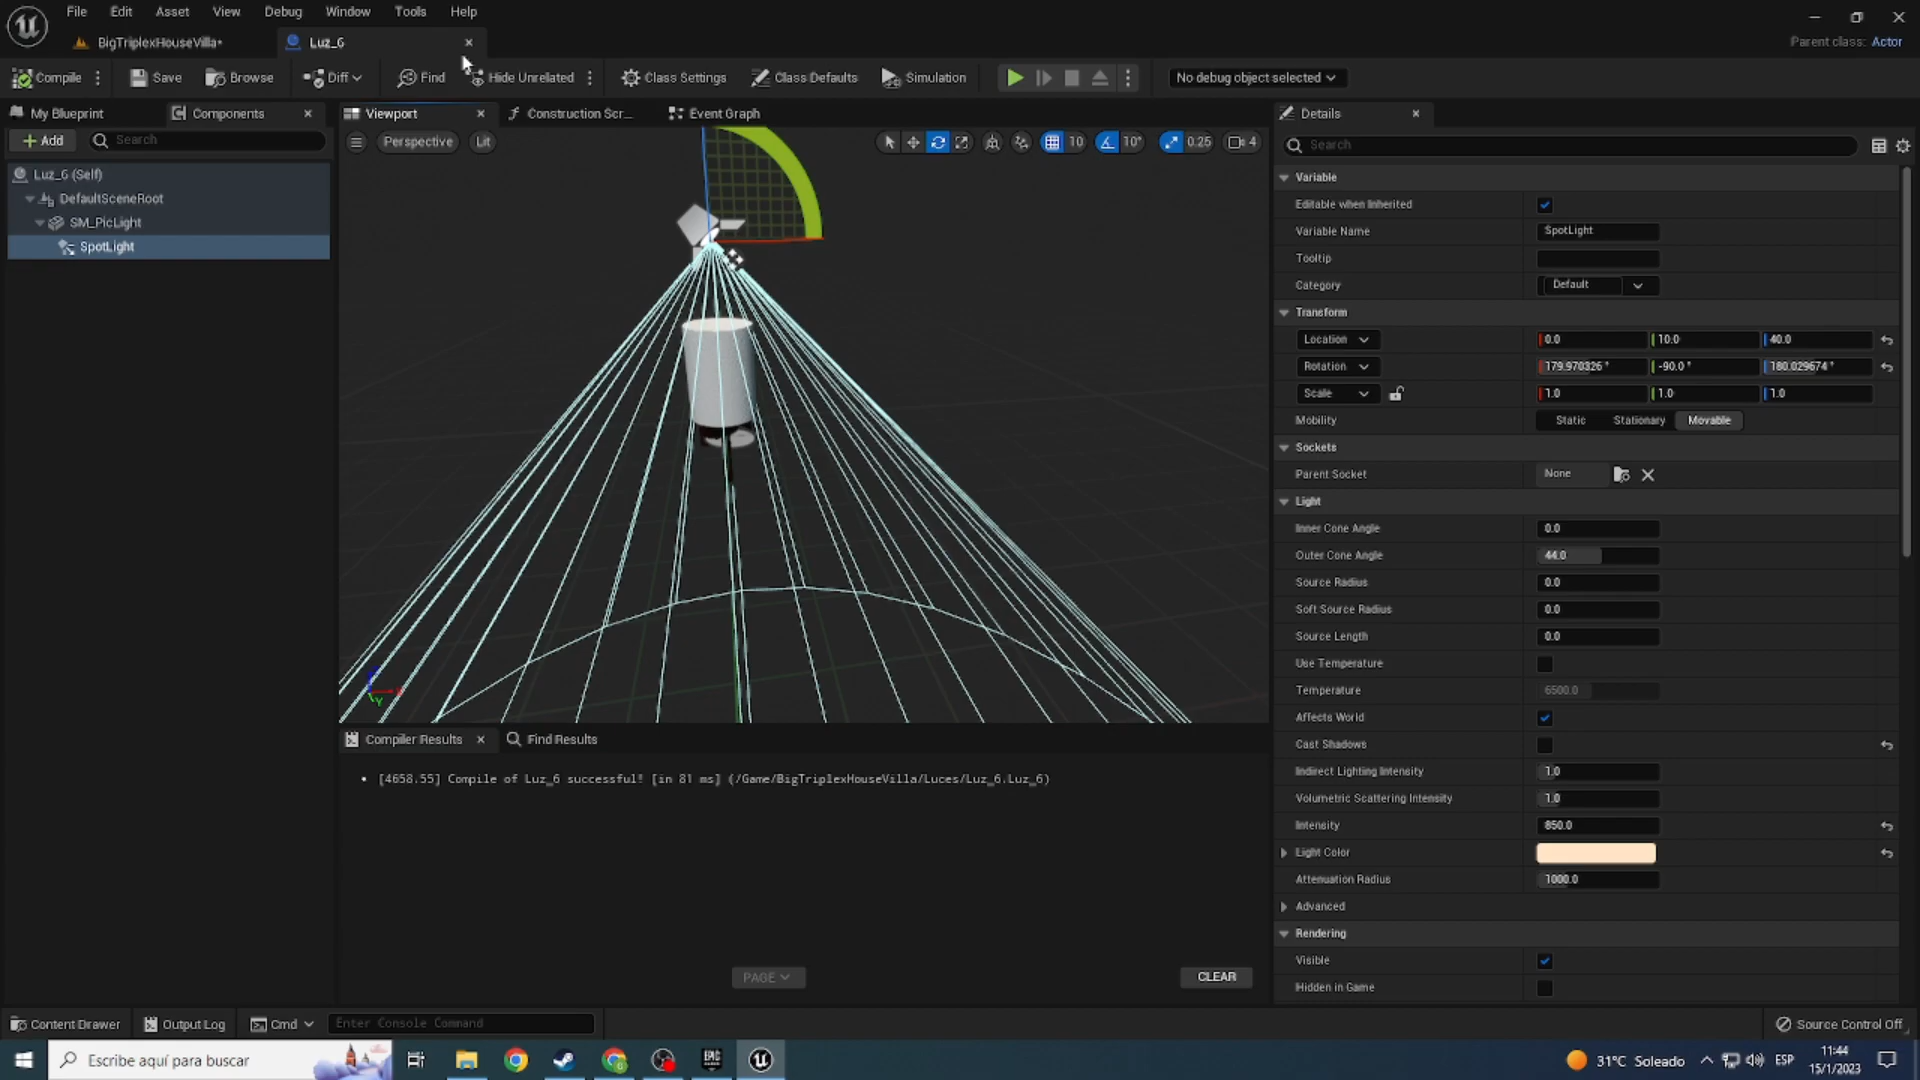 File Edit Asset View Debug Window Tools Help
BigTriplexHouseVilla* Luz_6 Parent class: Actor
Compile Save Browse Diff Find Hide Unrelated Class Settings Class Defaults Simulation No debug object selected
My Blueprint Components Viewport Construction Scr... Event Graph Details
Add Search Perspective Lit 10 10° 0.25 4 Search
Luz_6 (Self)
DefaultSceneRoot
SM_PicLight
SpotLight
Variable
Editable when Inherited
Variable Name SpotLight
Tooltip
Category Default
Transform
Location 0.0 10.0 40.0
Rotation 179.970326° -90.0° 180.029674°
Scale 1.0 1.0 1.0
Mobility Static Stationary Movable
Sockets
Parent Socket None
Light
Inner Cone Angle 0.0
Outer Cone Angle 44.0
Source Radius 0.0
Soft Source Radius 0.0
Source Length 0.0
Use Temperature
Temperature 6500.0
Affects World
Cast Shadows
Indirect Lighting Intensity 1.0
Volumetric Scattering Intensity 1.0
Intensity 850.0
Light Color
Attenuation Radius 1000.0
Advanced
Rendering
Visible
Hidden in Game
Y
Compiler Results Find Results
• [4658.55] Compile of Luz_6 successful! [in 81 ms] (/Game/BigTriplexHouseVilla/Luces/Luz_6.Luz_6)
PAGE CLEAR
Content Drawer Output Log Cmd Enter Console Command Source Control Off
Escribe aquí para buscar EPIC 31°C Soleado ESP 11:44
15/1/2023